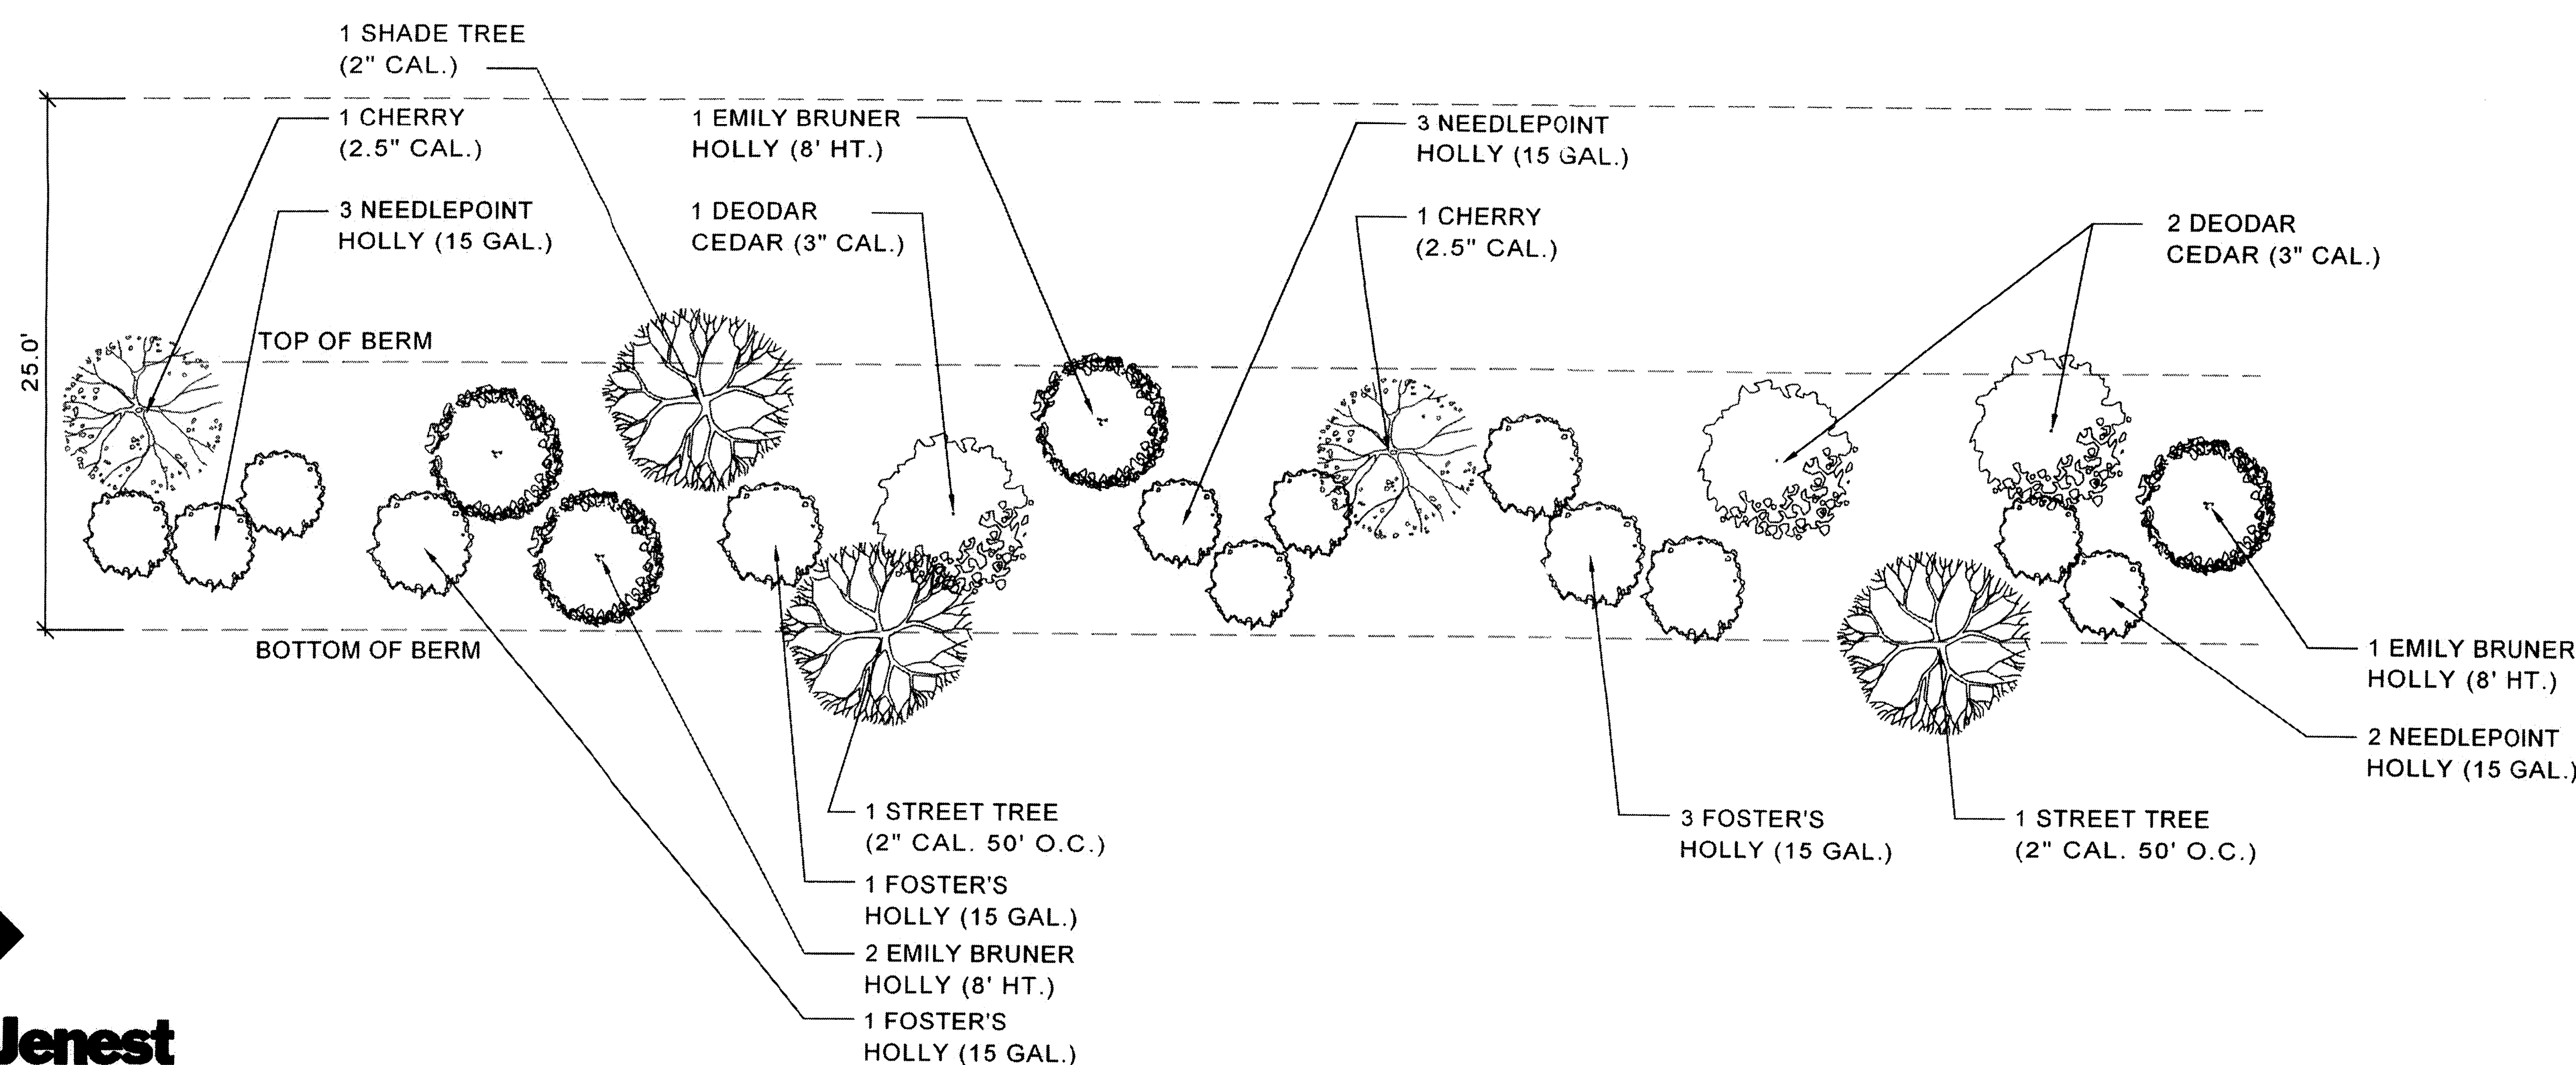 1 SHADE TREE
(2" CAL.)
1 CHERRY
(2.5" CAL.)
3 NEEDLEPOINT
HOLLY (15 GAL.)
1 EMILY BRUNER
HOLLY (8' HT.)
1 DEODAR
CEDAR (3" CAL.)
3 NEEDLEPOINT
HOLLY (15 GAL.)
1 CHERRY
(2.5" CAL.)
2 DEODAR
CEDAR (3" CAL.)
25.0'
TOP OF BERM
BOTTOM OF BERM
1 STREET TREE
(2" CAL. 50' O.C.)
1 FOSTER'S
HOLLY (15 GAL.)
2 EMILY BRUNER
HOLLY (8' HT.)
1 FOSTER'S
HOLLY (15 GAL.)
3 FOSTER'S
HOLLY (15 GAL.)
1 STREET TREE
(2" CAL. 50' O.C.)
1 EMILY BRUNER
HOLLY (8' HT.)
2 NEEDLEPOINT
HOLLY (15 GAL.)
Jenest